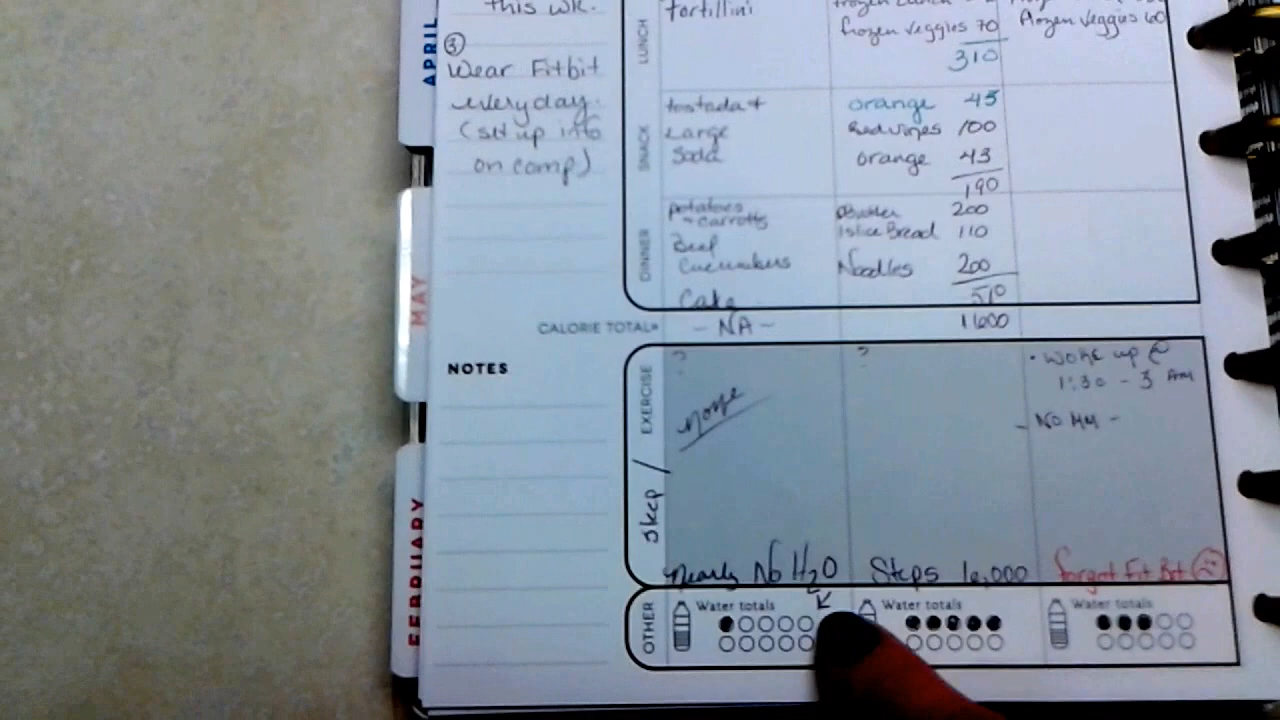 this wk.
③
Wear Fitbit
everyday.
(set up info
on comp)
NOTES
APRIL
MAY
FEBRUARY
LUNCH
tortillini
frozen veggies 70
310
frozen veggies 60
SNACK
tostada +
Large
Soda
orange 45
Redvines 100
orange 45
190
DINNER
potatoes
+ carrotts
Beef
Cucumbers
Cake
Butter 200
1 slice Bread 110
Noodles 200
510
CALORIE TOTAL
- NA -
1600
Sleep /
EXERCISE
?
none
Nearly No H2O
?
Steps 6,000
• Woke up @
1:30 - 3 Am
- No MM -
forgot Fit Bit
OTHER
Water totals
Water totals
Water totals